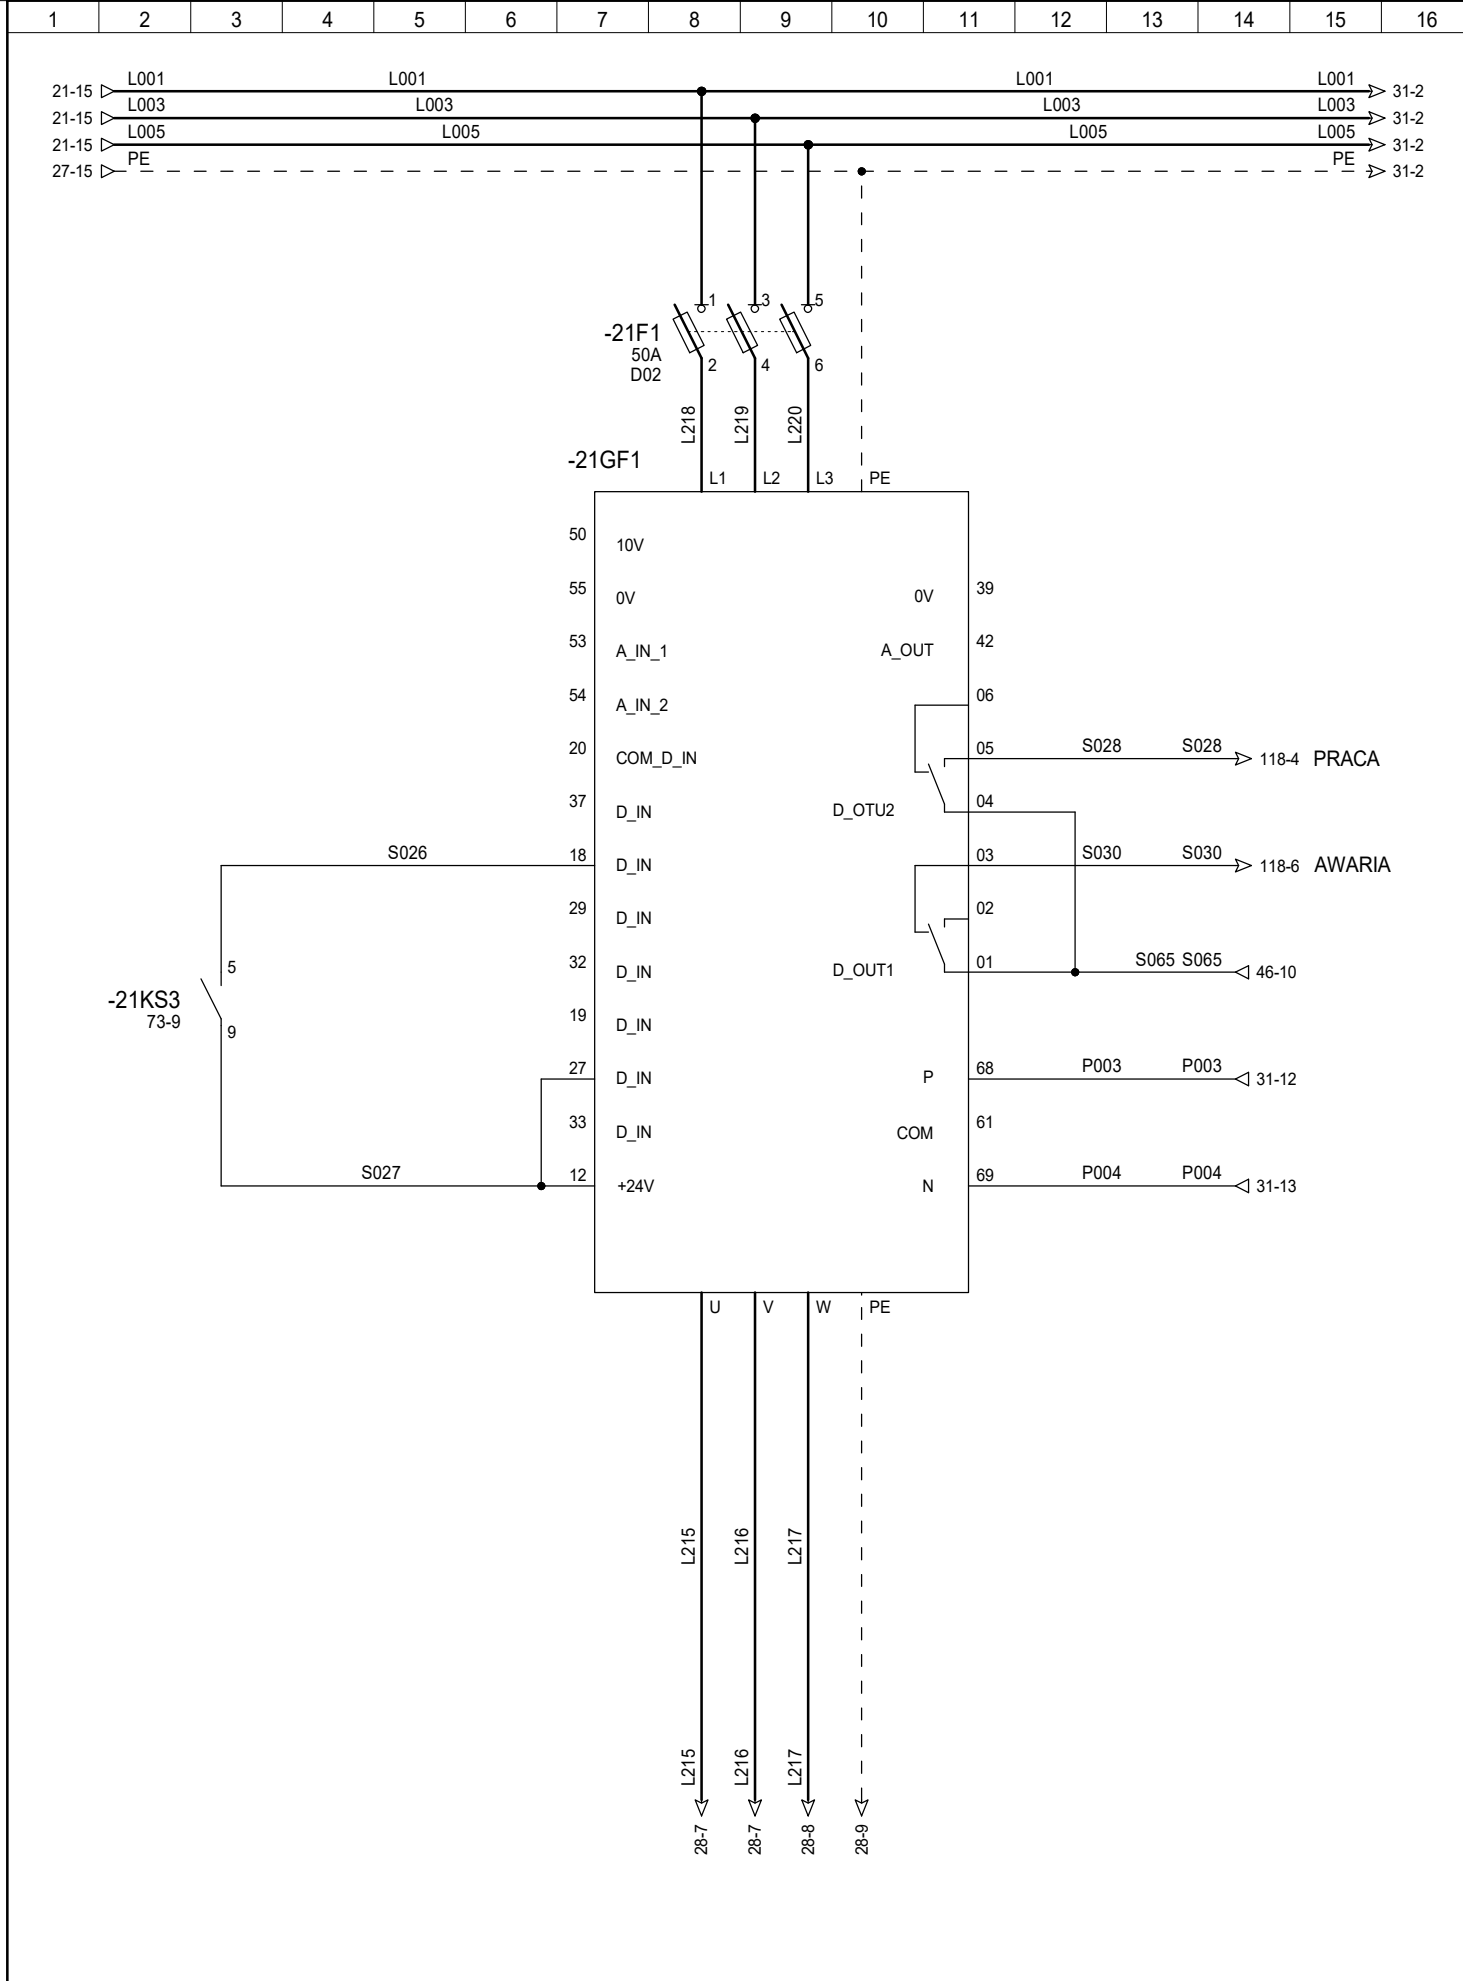 1 2 3 4 5 6 7 8 9 10 11 12 13 14 15 16
21-15 L001 L001 L001 L001 31-2
21-15 L003 L003 L003 L003 31-2
21-15 L005 L005 L005 L005 31-2
27-15 PE PE 31-2
1 3 5
-21F1
50A
D02
2 4 6
L218 L219 L220
-21GF1
L1 L2 L3 PE
50 10V
55 0V 0V 39
53 A_IN_1 A_OUT 42
54 A_IN_2 06
20 COM_D_IN 05 S028 S028 118-4 PRACA
37 D_IN D_OTU2 04
S026 18 D_IN 03 S030 S030 118-6 AWARIA
29 D_IN 02
5
32 D_IN D_OUT1 01 S065 S065 46-10
-21KS3
73-9
9
19 D_IN
27 D_IN P 68 P003 P003 31-12
33 D_IN COM 61
S027 12 +24V N 69 P004 P004 31-13
U V W PE
L215 L216 L217
L215 L216 L217
28-7 28-7 28-8 28-9